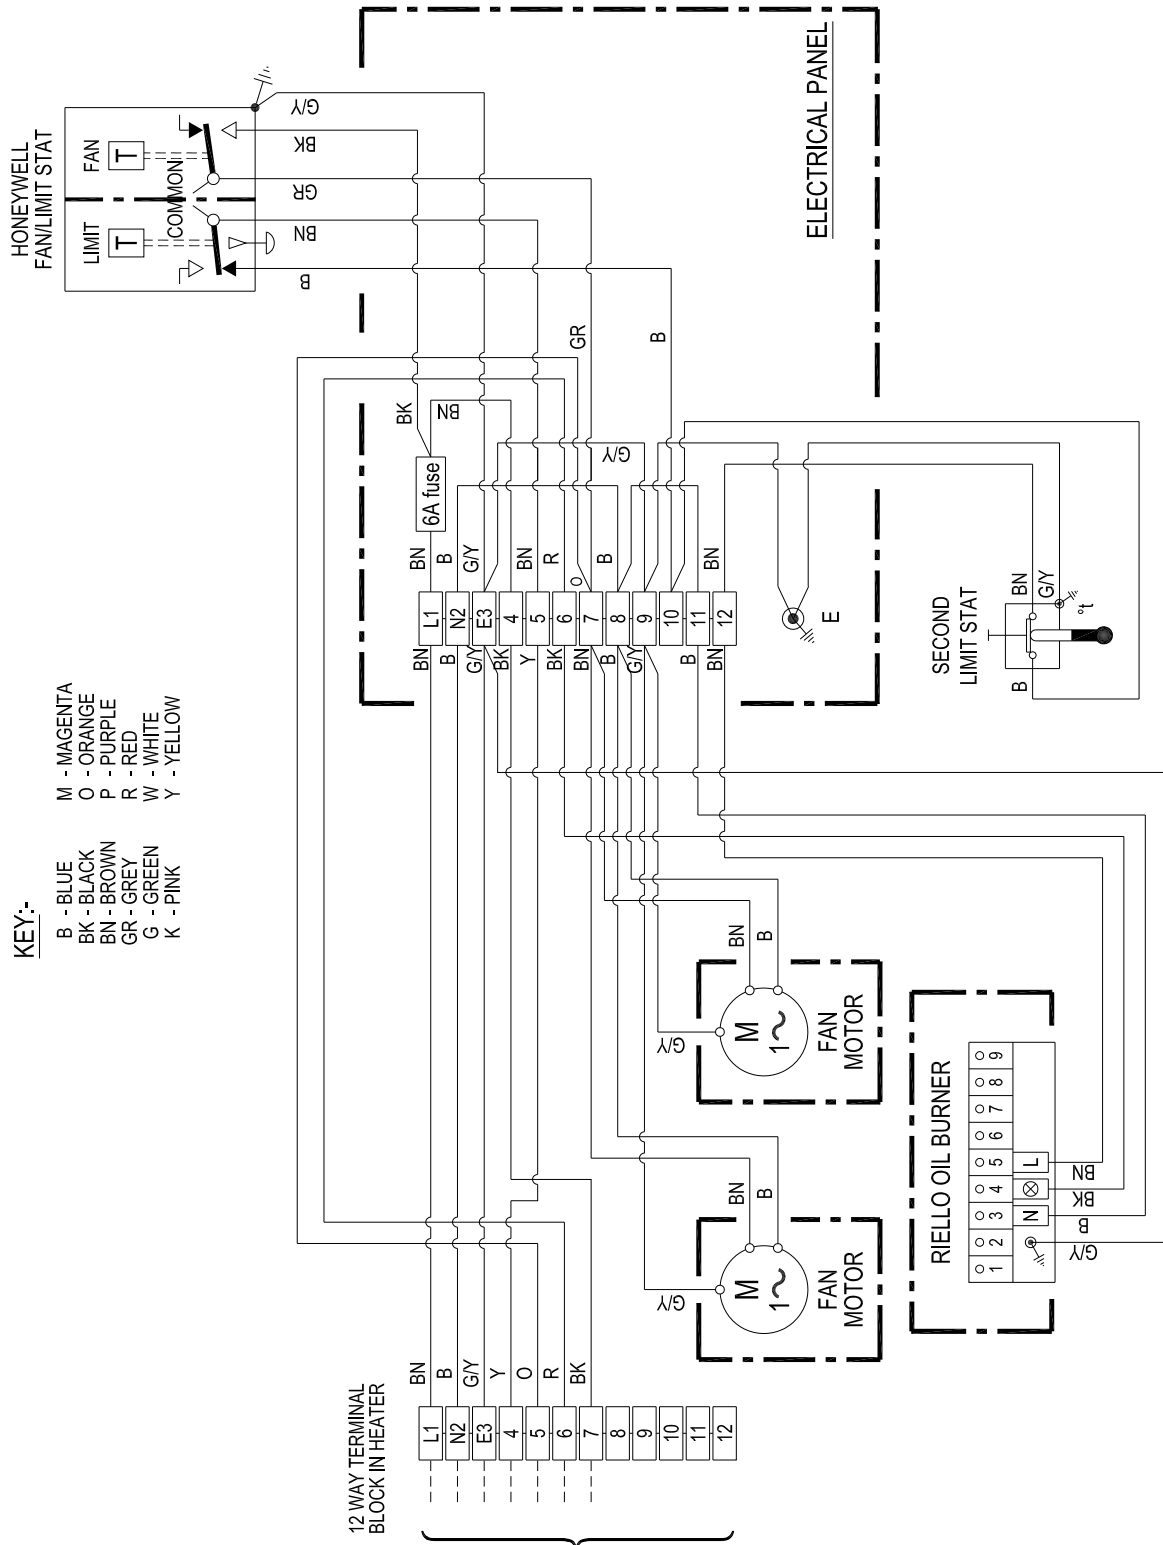 KEY:-
B - BLUE
BK - BLACK
BN - BROWN
GR - GREY
G - GREEN
K - PINK
M - MAGENTA
O - ORANGE
P - PURPLE
R - RED
W - WHITE
Y - YELLOW
HONEYWELL
FAN/LIMIT STAT
LIMIT
FAN
T
T
COMMON
B
BN
GR
BK
G/Y
ELECTRICAL PANEL
GR
B
BK
BN
G/Y
6A fuse
BN
B
G/Y
BN
R
O
B
BN
L1
N2
E3
4
5
6
7
8
9
10
11
12
BN
B
G/Y
BK
Y
BK
BN
B
G/Y
B
BN
E
SECOND
LIMIT STAT
BN
G/Y
B
°t
12 WAY TERMINAL
BLOCK IN HEATER
BN
B
G/Y
Y
O
R
BK
L1
N2
E3
4
5
6
7
8
9
10
11
12
FAN
MOTOR
M
1~
G/Y
BN
B
FAN
MOTOR
M
1~
G/Y
BN
B
RIELLO OIL BURNER
1 2 3 4 5 6 7 8 9
N L
G/Y
B
BK
BN